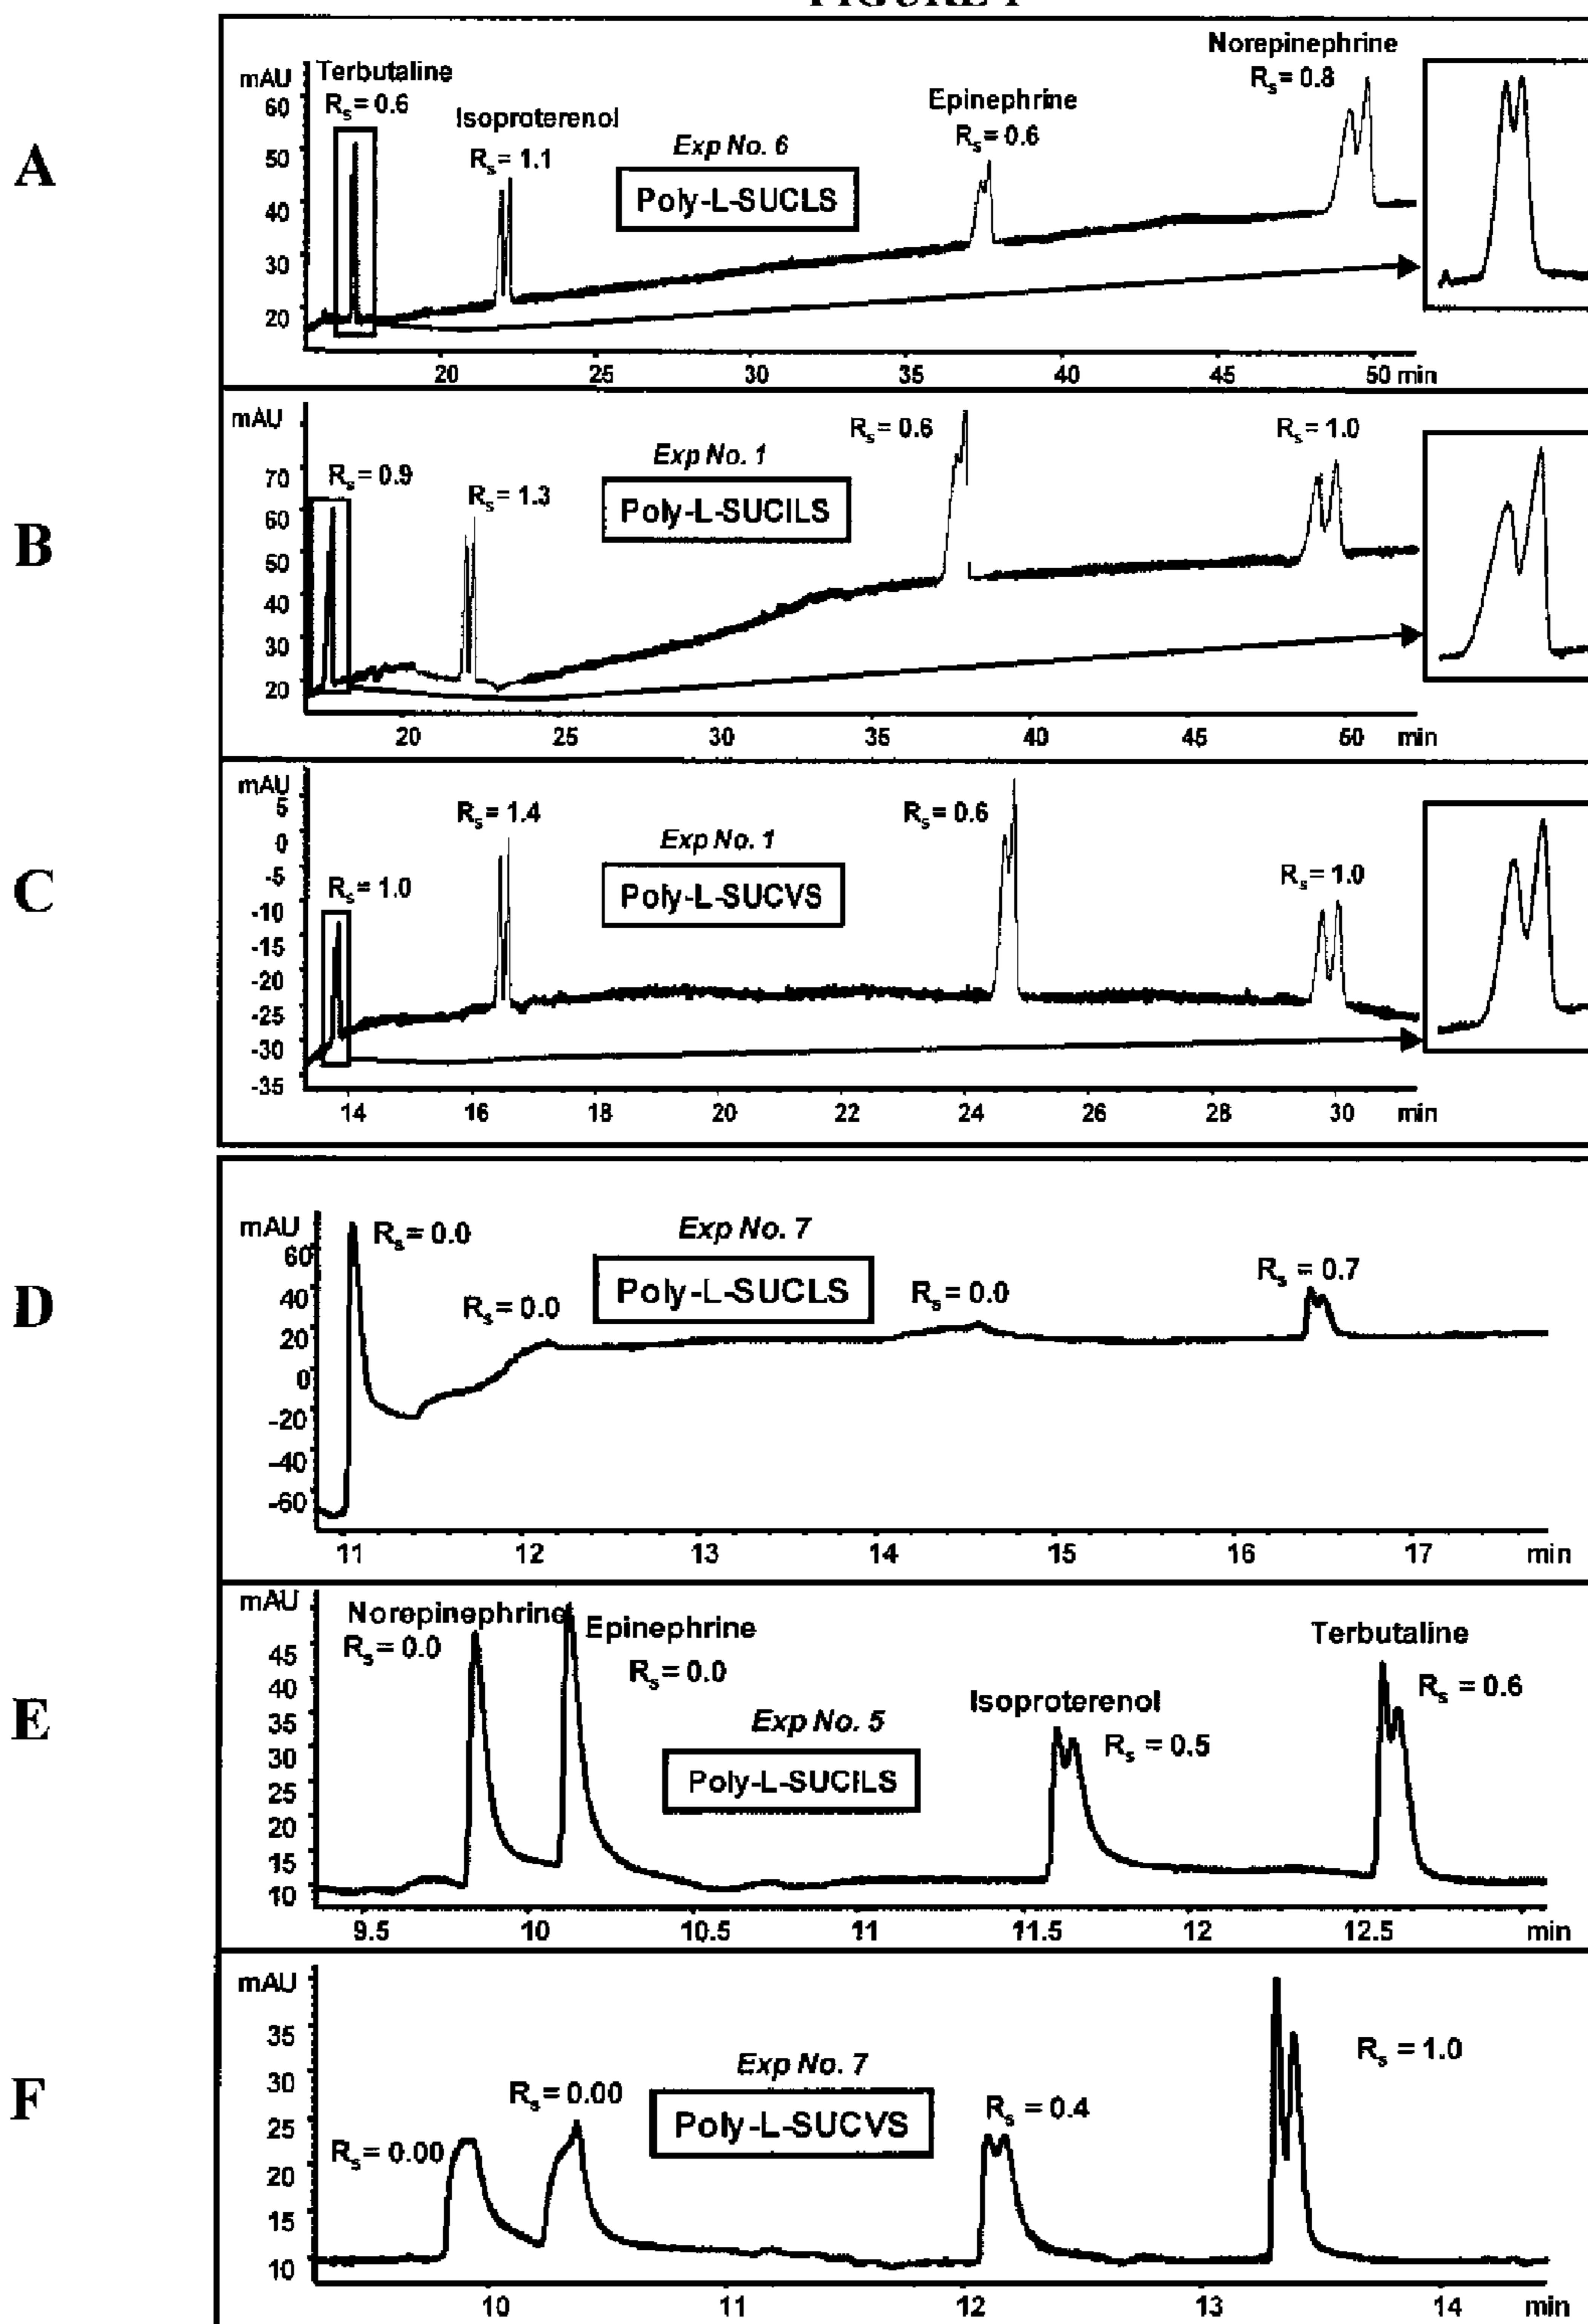 FIGURE 1
A
mAU
Terbutaline
Rs= 0.6
Isoproterenol
Rs= 1.1
Exp No. 6
Poly-L-SUCLS
Epinephrine
Rs= 0.6
Norepinephrine
Rs= 0.8
60
50
40
30
20
20 25 30 35 40 45 50 min
B
mAU
Rs= 0.9
Rs= 1.3
Exp No. 1
Poly-L-SUCILS
Rs= 0.6
Rs= 1.0
70
60
50
40
30
20
20 25 30 35 40 45 50 min
C
mAU
Rs= 1.0
Rs= 1.4
Exp No. 1
Poly-L-SUCVS
Rs= 0.6
Rs= 1.0
5
0
-5
-10
-15
-20
-25
-30
-35
14 16 18 20 22 24 26 28 30 min
D
mAU
Rs= 0.0
Rs= 0.0
Exp No. 7
Poly-L-SUCLS
Rs= 0.0
Rs = 0.7
60
40
20
0
-20
-40
-60
11 12 13 14 15 16 17 min
E
mAU
Norepinephrine
Rs= 0.0
Epinephrine
Rs= 0.0
Exp No. 5
Poly-L-SUCILS
Isoproterenol
Rs = 0.5
Terbutaline
Rs = 0.6
45
40
35
30
25
20
15
10
9.5 10 10.5 11 11.5 12 12.5 min
F
mAU
Rs= 0.00
Rs= 0.00
Exp No. 7
Poly-L-SUCVS
Rs = 0.4
Rs = 1.0
35
30
25
20
15
10
10 11 12 13 14 min